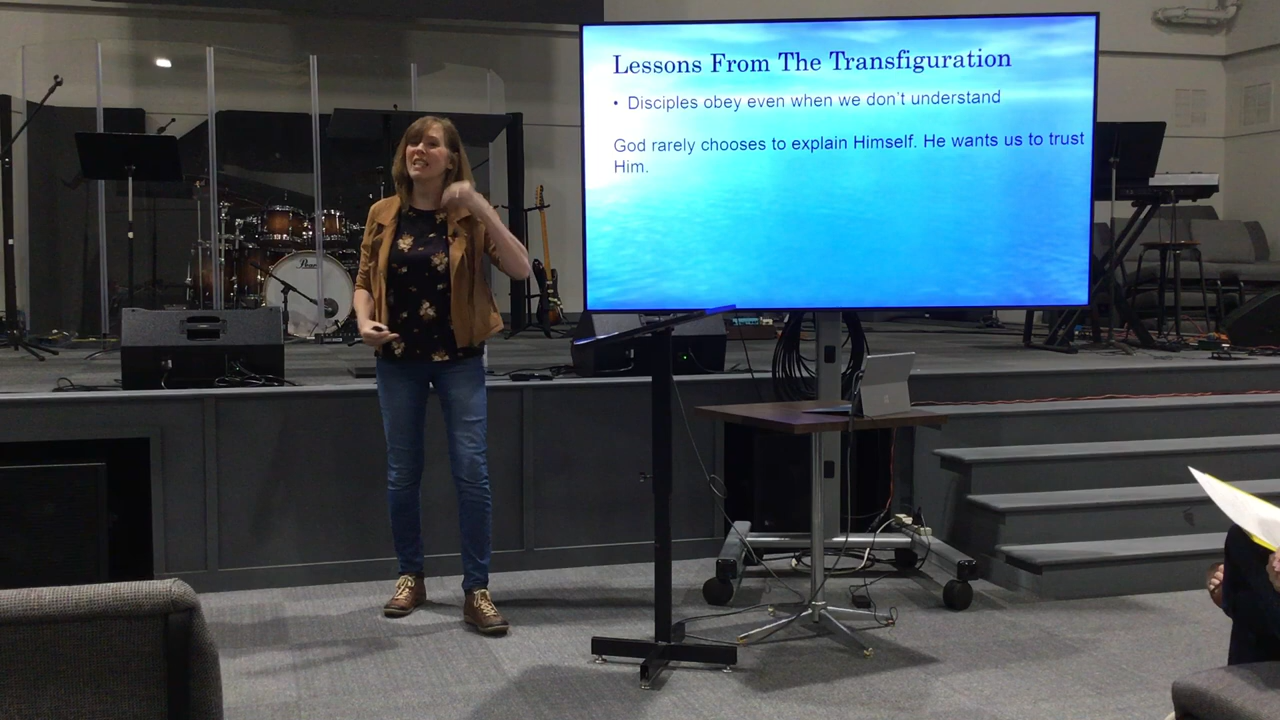 Lessons From The Transfiguration
• Disciples obey even when we don't understand
God rarely chooses to explain Himself. He wants us to trust
Him.
Pearl